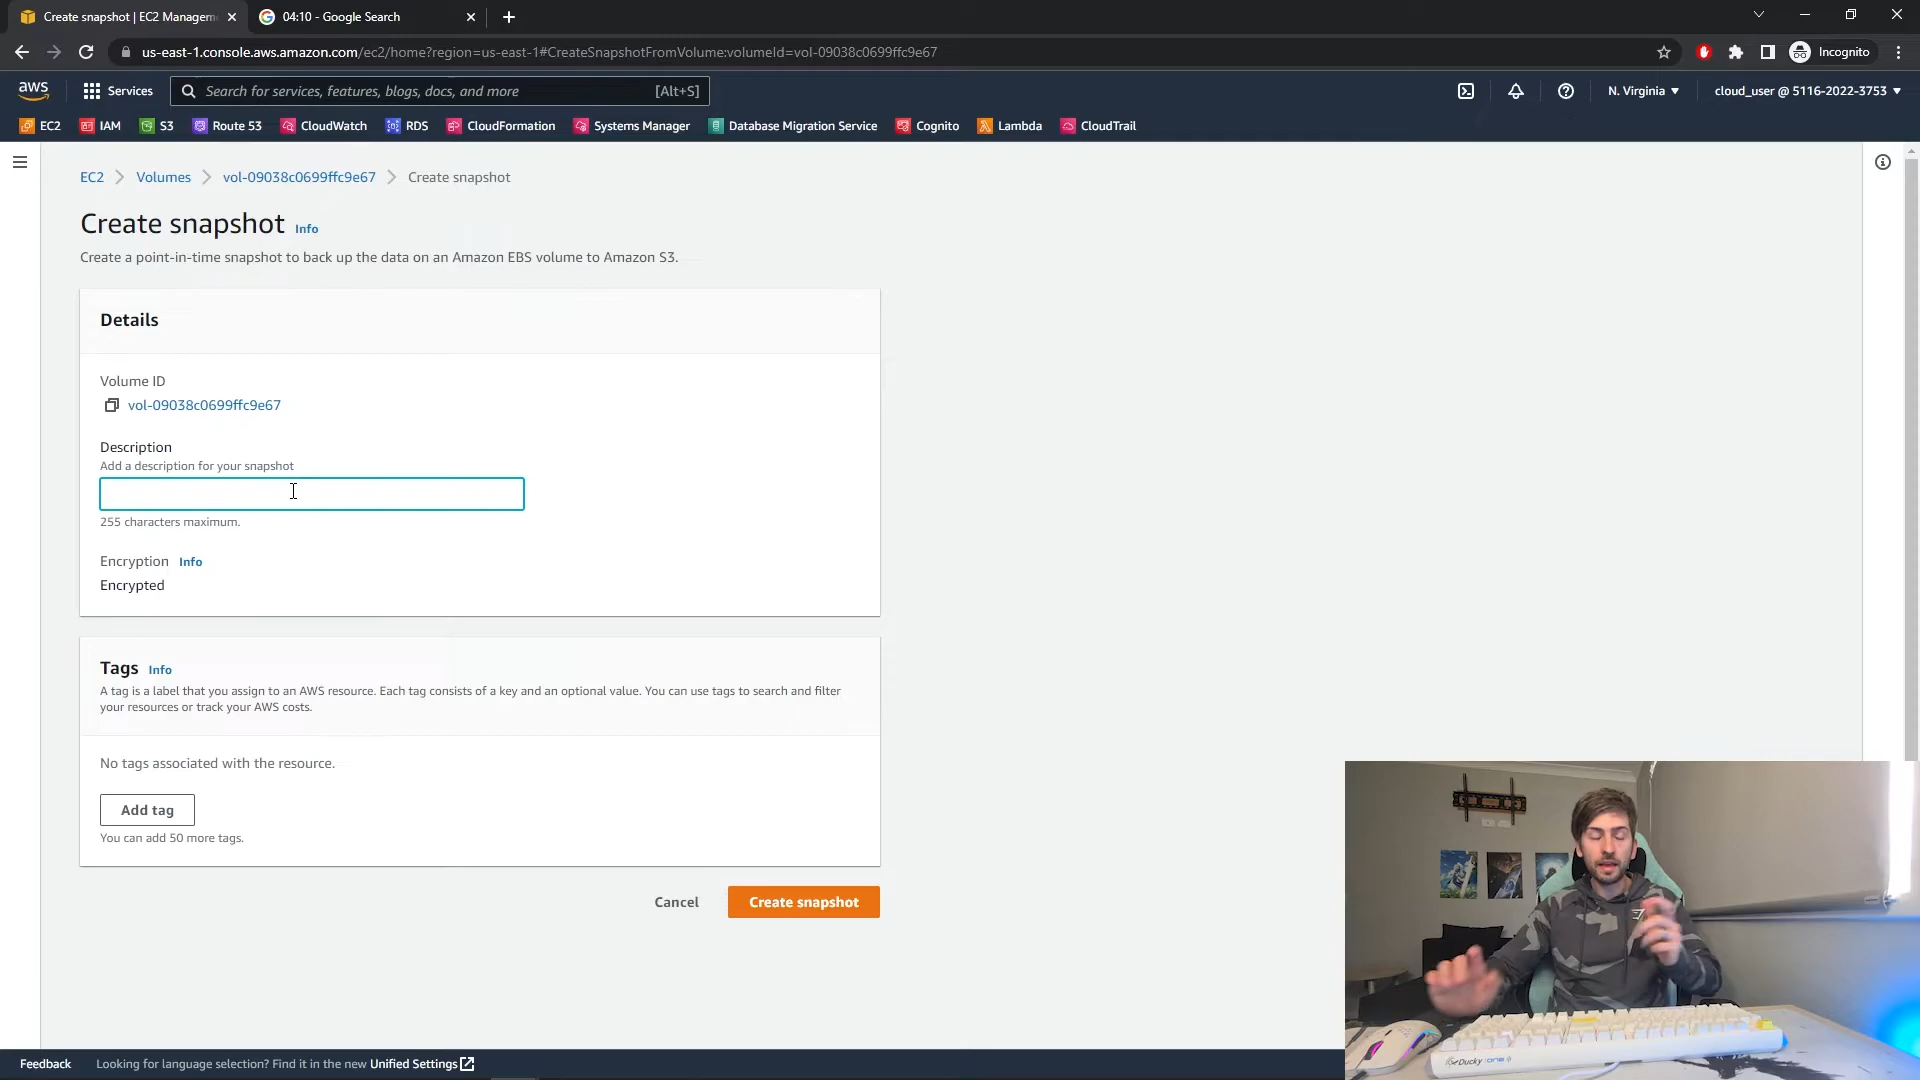 Create snapshot | EC2 Managem
04:10 - Google Search
us-east-1.console.aws.amazon.com/ec2/home?region=us-east-1#CreateSnapshotFromVolume:volumeId=vol-09038c0699ffc9e67
Incognito
aws
Services
Search for services, features, blogs, docs, and more
[Alt+S]
N. Virginia
cloud_user @ 5116-2022-3753
EC2
IAM
S3
Route 53
CloudWatch
RDS
CloudFormation
Systems Manager
Database Migration Service
Cognito
Lambda
CloudTrail
EC2
Volumes
vol-09038c0699ffc9e67
Create snapshot
Create snapshot Info
Create a point-in-time snapshot to back up the data on an Amazon EBS volume to Amazon S3.
Details
Volume ID
vol-09038c0699ffc9e67
Description
Add a description for your snapshot
255 characters maximum.
Encryption Info
Encrypted
Tags Info
A tag is a label that you assign to an AWS resource. Each tag consists of a key and an optional value. You can use tags to search and filter
your resources or track your AWS costs.
No tags associated with the resource.
Add tag
You can add 50 more tags.
Cancel
Create snapshot
Ducky One
Feedback
Looking for language selection? Find it in the new Unified Settings